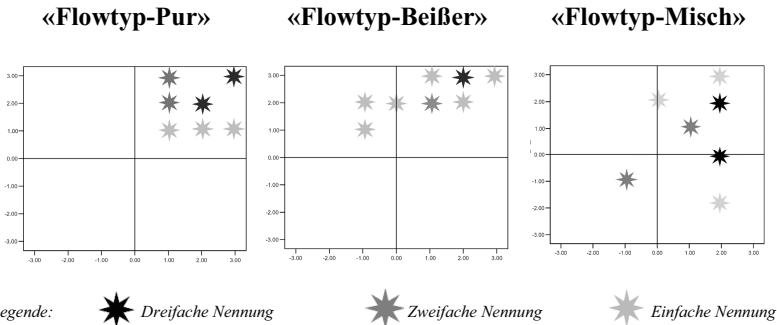 «Flowtyp-Pur» «Flowtyp-Beißer» «Flowtyp-Misch»
3.00 3.00 3.00
2.00 2.00 2.00
1.00 1.00 1.00
0.00 0.00 0.00
-1.00 -1.00 -1.00
-2.00 -2.00 -2.00
-3.00 -3.00 -3.00
-3.00 -2.00 -1.00 0.00 1.00 2.00 3.00 -3.00 -2.00 -1.00 0.00 1.00 2.00 3.00 -3.00 -2.00 -1.00 0.00 1.00 2.00 3.00
egende: Dreifache Nennung Zweifache Nennung Einfache Nennung